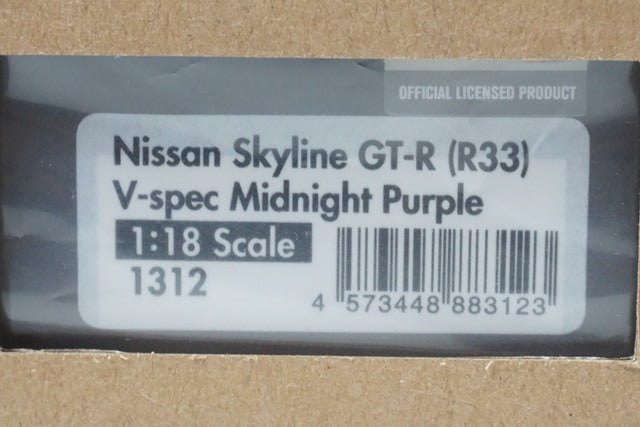 OFFICIAL LICENSED PRODUCT
Nissan Skyline GT-R (R33)
V-spec Midnight Purple
1:18 Scale
1312
4 573448 883123